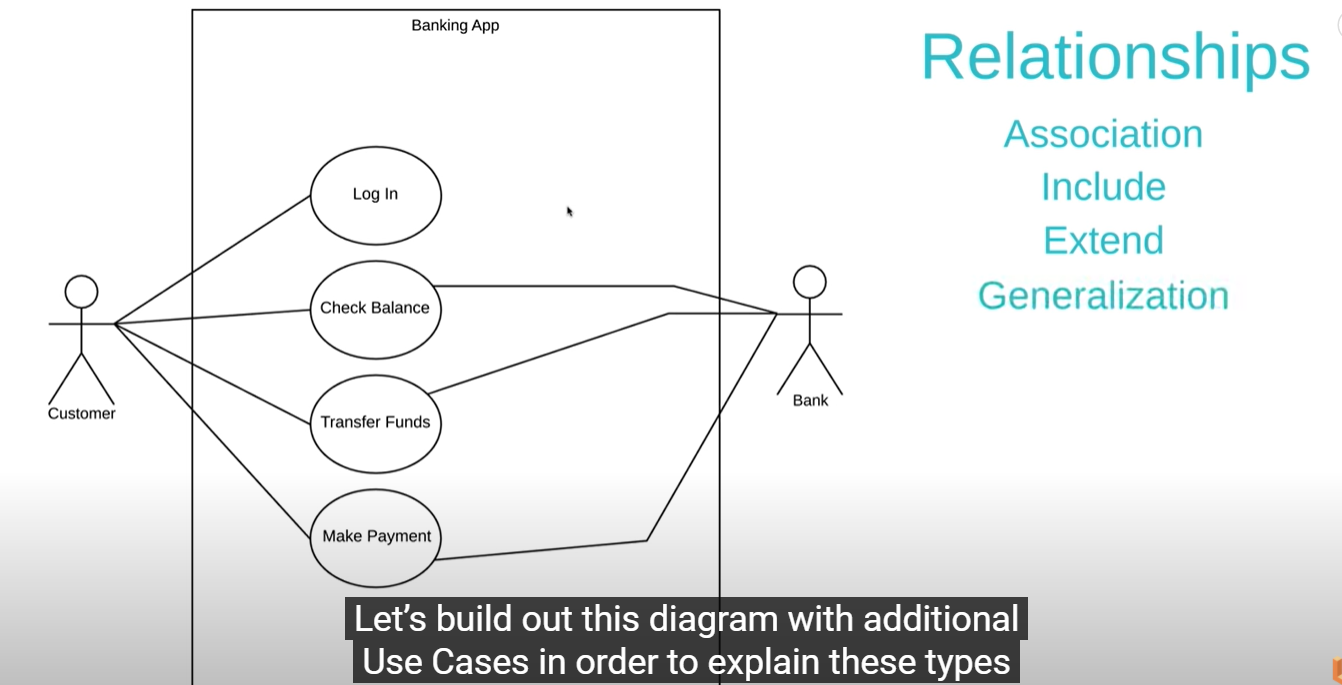 Banking App
Relationships
Association
Include
Extend
Generalization
Log In
Check Balance
Transfer Funds
Make Payment
Customer
Bank
Let’s build out this diagram with additional
Use Cases in order to explain these types